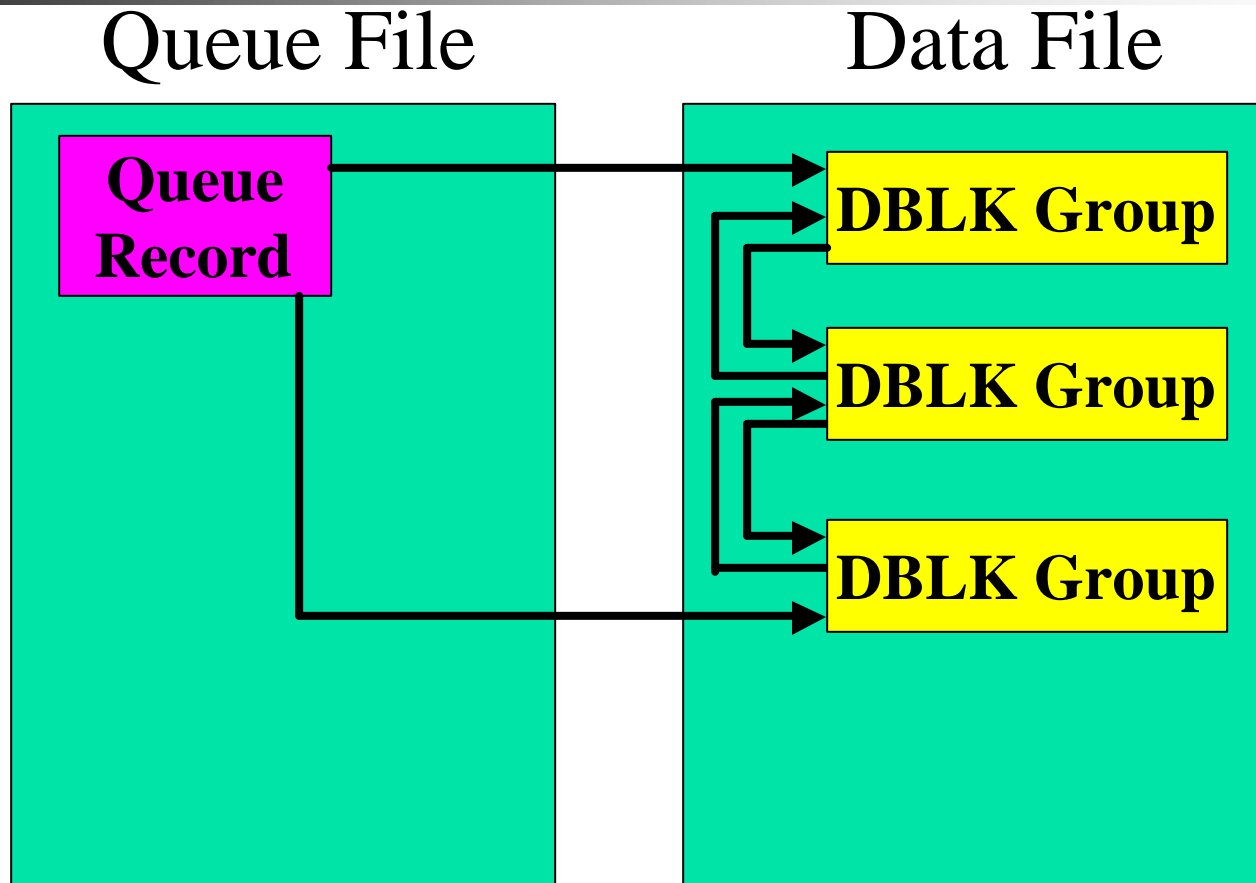 Queue File
Data File
Queue
Record
DBLK Group
DBLK Group
DBLK Group